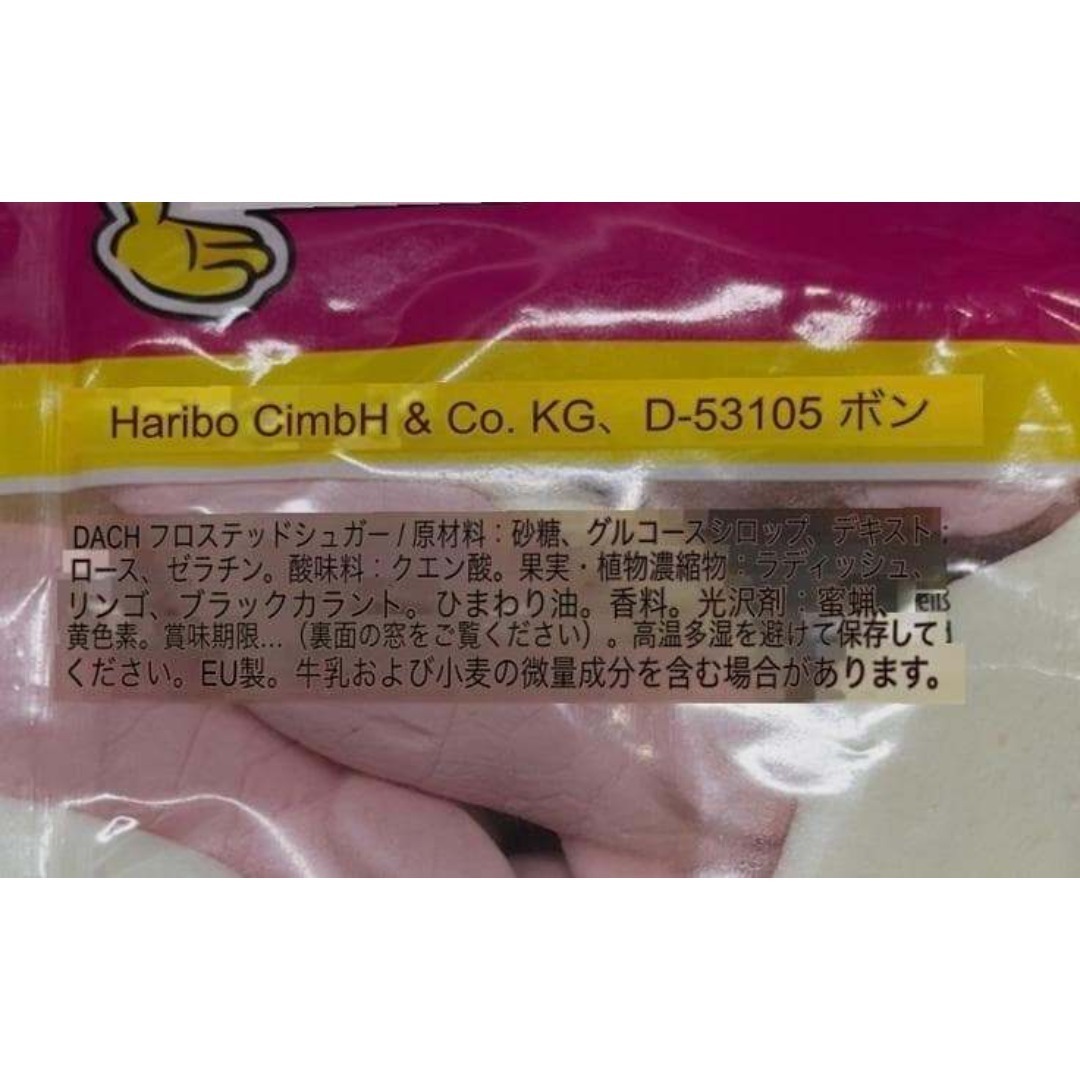 Haribo CimbH & Co. KG、D-53105 ボン
DACH フロステッドシュガー / 原材料：砂糖、グルコースシロップ、デキスト
ロース、ゼラチン。酸味料：クエン酸。果実・植物濃縮物：ラディッシュ、
リンゴ、ブラックカラント。ひまわり油。香料。光沢剤：蜜蝋、
黄色素。賞味期限...（裏面の窓をご覧ください）。高温多湿を避けて保存して
ください。EU製。牛乳および小麦の微量成分を含む場合があります。